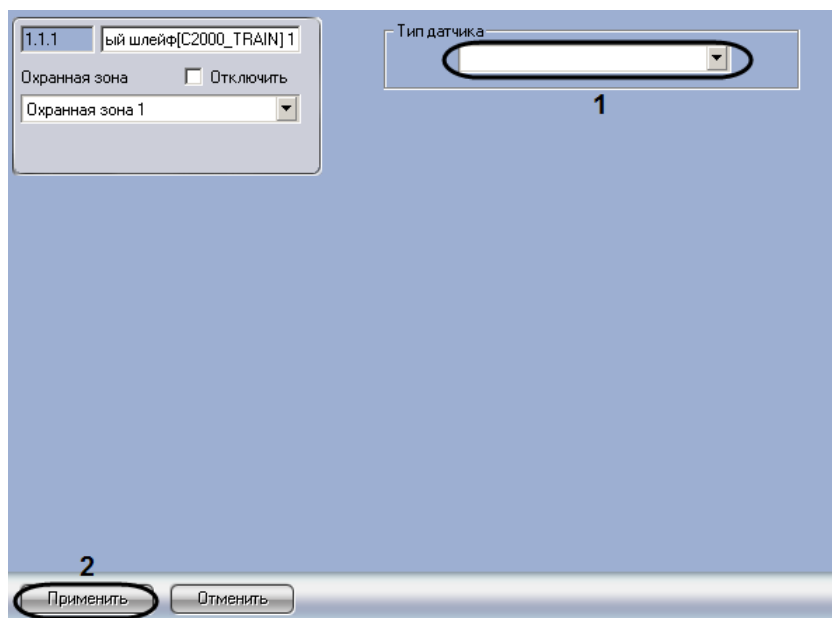 1.1.1 ый шлейф[C2000_TRAIN] 1
Охранная зона Отключить
Охранная зона 1
Тип датчика
1
2
Применить Отменить